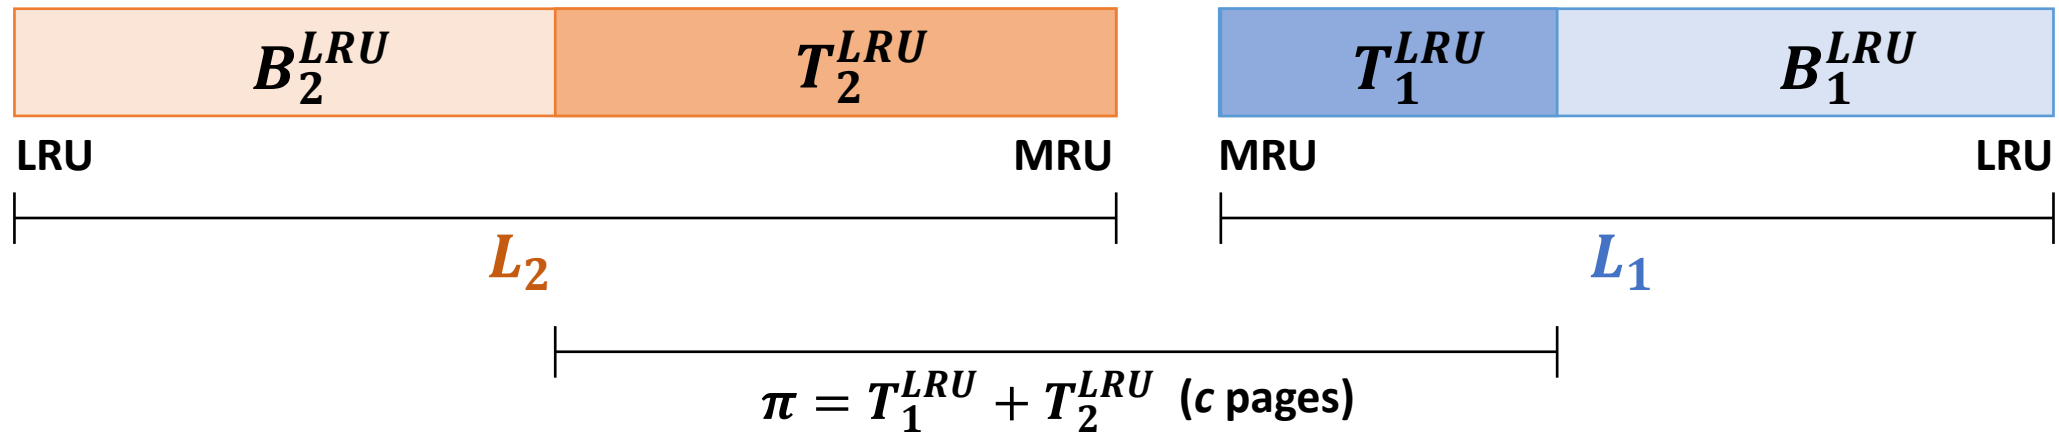 B₂^LRU T₂^LRU T₁^LRU B₁^LRU
LRU MRU MRU LRU
L₂ L₁
π = T₁^LRU + T₂^LRU (c pages)